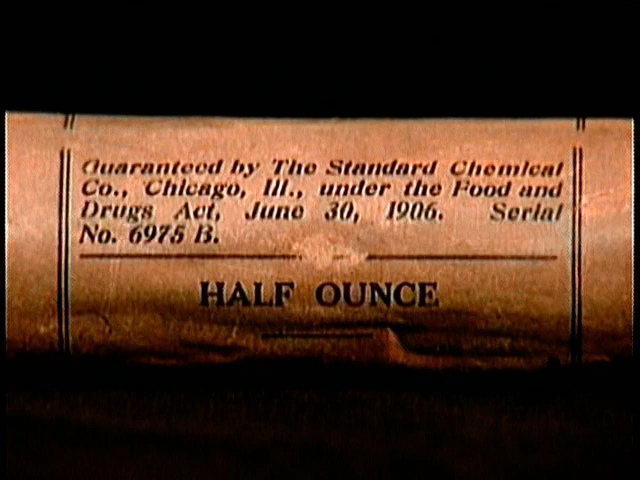 Guaranteed by The Standard Chemical
Co., Chicago, Ill., under the Food and
Drugs Act, June 30, 1906. Serial
No. 6975 B.
HALF OUNCE